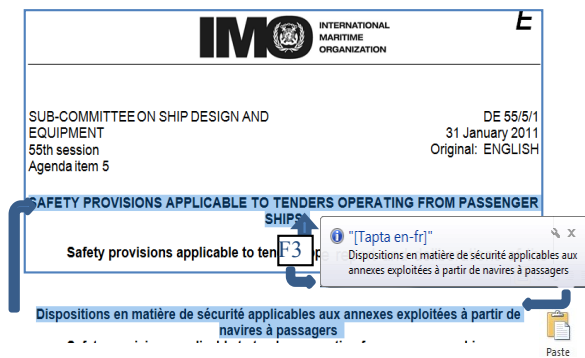 E
IMO
INTERNATIONAL
MARITIME
ORGANIZATION
SUB-COMMITTEE ON SHIP DESIGN AND
EQUIPMENT
55th session
Agenda item 5
DE 55/5/1
31 January 2011
Original: ENGLISH
SAFETY PROVISIONS APPLICABLE TO TENDERS OPERATING FROM PASSENGER
SHIPS
Safety provisions applicable to
F3
"[Tapta en-fr]"
Dispositions en matière de sécurité applicables aux
annexes exploitées à partir de navires à passagers
Dispositions en matière de sécurité applicables aux annexes exploitées à partir de
navires à passagers
Paste